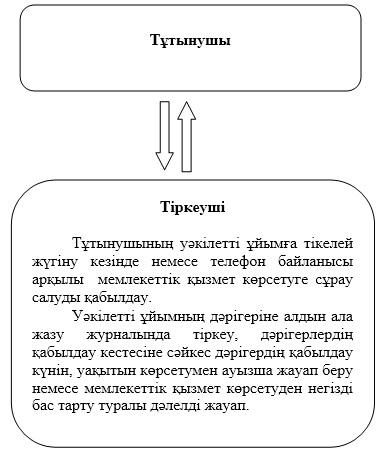 Тұтынушы
Тіркеуші
Тұтынушының уәкілетті ұйымға тікелей
жүгіну кезінде немесе телефон байланысы
арқылы мемлекеттік қызмет көрсетуге сұрау
салуды қабылдау.
Уәкілетті ұйымның дәрігеріне алдын ала
жазу журналында тіркеу, дәрігерлердің
қабылдау кестесіне сәйкес дәрігердің қабылдау
күнін, уақытын көрсетумен ауызша жауап беру
немесе мемлекеттік қызмет көрсетуден негізді
бас тарту туралы дәлелді жауап.